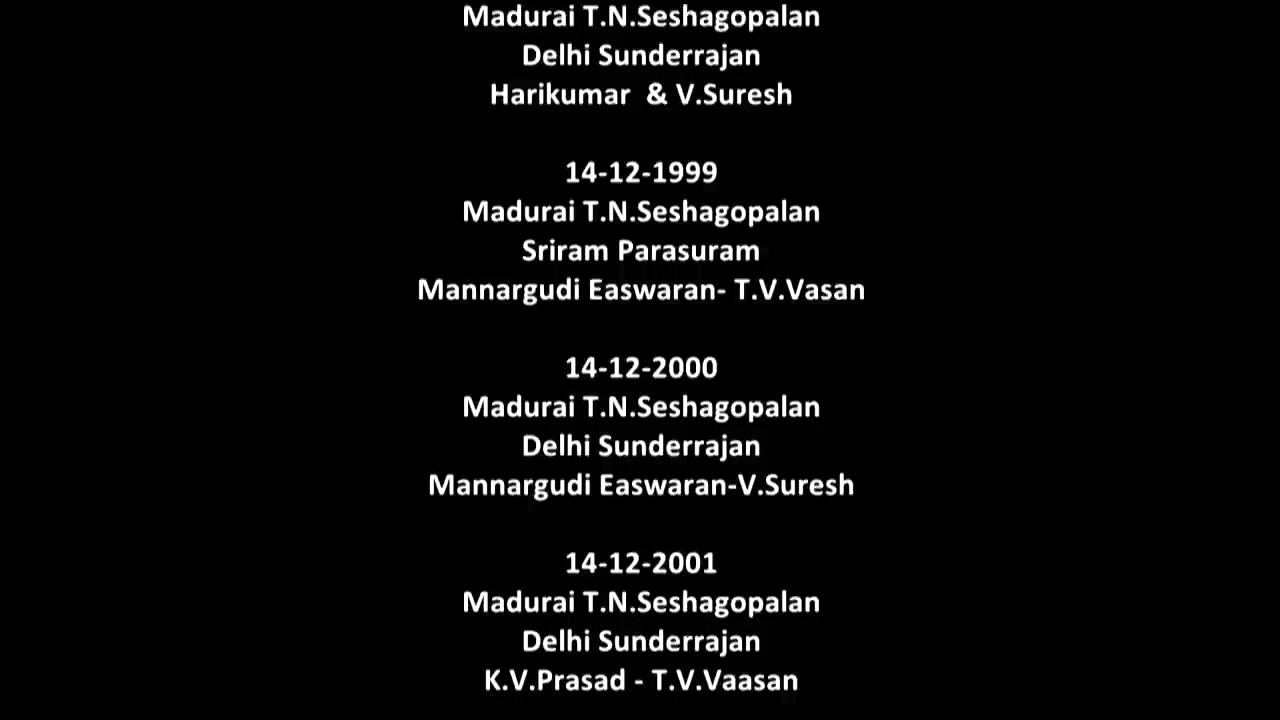 Madurai T.N.Seshagopalan
Delhi Sunderrajan
Harikumar & V.Suresh
14-12-1999
Madurai T.N.Seshagopalan
Sriram Parasuram
Mannargudi Easwaran- T.V.Vasan
14-12-2000
Madurai T.N.Seshagopalan
Delhi Sunderrajan
Mannargudi Easwaran-V.Suresh
14-12-2001
Madurai T.N.Seshagopalan
Delhi Sunderrajan
K.V.Prasad - T.V.Vaasan